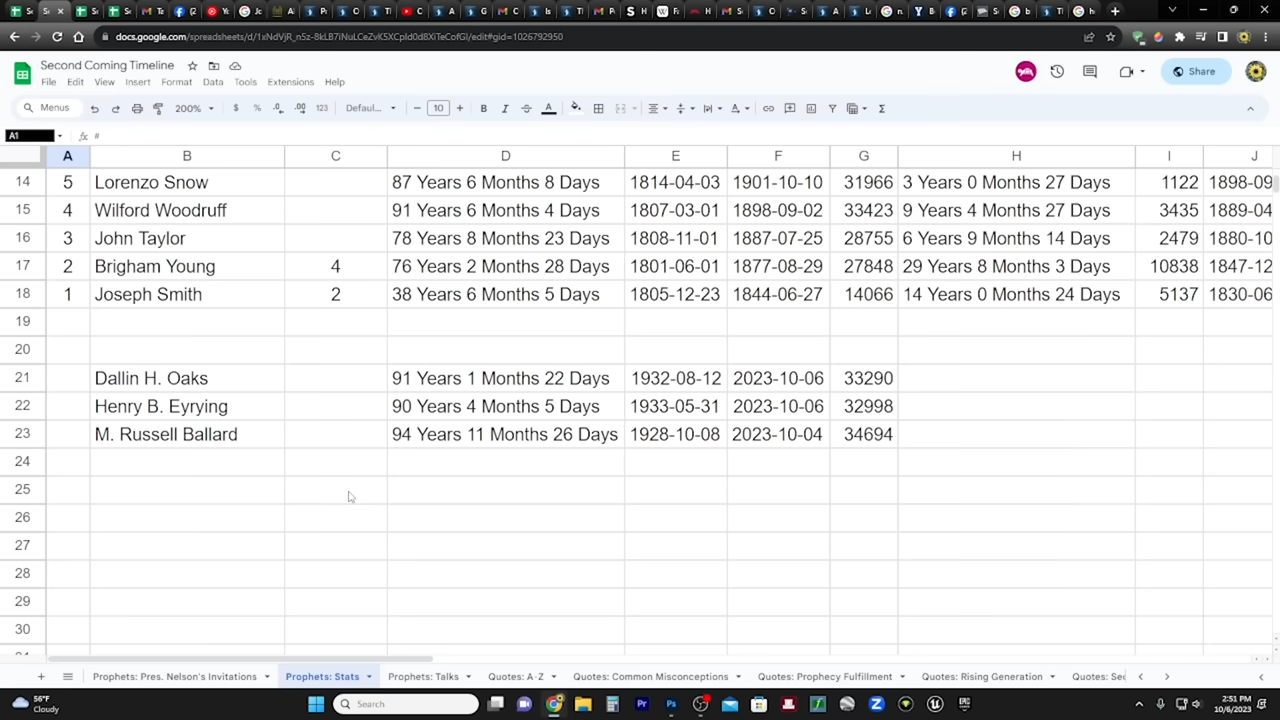 docs.google.com/spreadsheets/d/1xNdVjR_n5z-8kLB7iNuLCeZvK5XCpId0d8XiTeCofGI/edit#gid=1026792950
Second Coming Timeline
File Edit View Insert Format Data Tools Extensions Help
Share
Menus 200% $ % .0 .00 123 Defaul... 10 B I A Σ
A1 fx #
A B C D E F G H I J
14 5 Lorenzo Snow 87 Years 6 Months 8 Days 1814-04-03 1901-10-10 31966 3 Years 0 Months 27 Days 1122 1898-09
15 4 Wilford Woodruff 91 Years 6 Months 4 Days 1807-03-01 1898-09-02 33423 9 Years 4 Months 27 Days 3435 1889-04
16 3 John Taylor 78 Years 8 Months 23 Days 1808-11-01 1887-07-25 28755 6 Years 9 Months 14 Days 2479 1880-10
17 2 Brigham Young 4 76 Years 2 Months 28 Days 1801-06-01 1877-08-29 27848 29 Years 8 Months 3 Days 10838 1847-12
18 1 Joseph Smith 2 38 Years 6 Months 5 Days 1805-12-23 1844-06-27 14066 14 Years 0 Months 24 Days 5137 1830-06
19
20
21 Dallin H. Oaks 91 Years 1 Months 22 Days 1932-08-12 2023-10-06 33290
22 Henry B. Eyrying 90 Years 4 Months 5 Days 1933-05-31 2023-10-06 32998
23 M. Russell Ballard 94 Years 11 Months 26 Days 1928-10-08 2023-10-04 34694
24
25
26
27
28
29
30
Prophets: Pres. Nelson's Invitations Prophets: Stats Prophets: Talks Quotes: A-Z Quotes: Common Misconceptions Quotes: Prophecy Fulfillment Quotes: Rising Generation Quotes: Se
56°F
Cloudy
Search
2:51 PM
10/6/2023